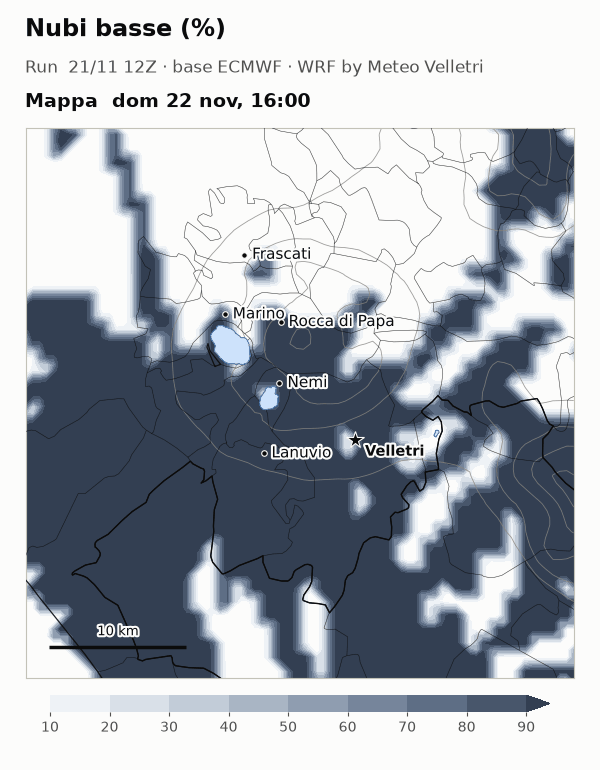 Nubi basse (%)
Run 21/11 12Z · base ECMWF · WRF by Meteo Velletri
Mappa dom 22 nov, 16:00
Frascati
Marino
Rocca di Papa
Nemi
Velletri
Lanuvio
10 km
10 20 30 40 50 60 70 80 90